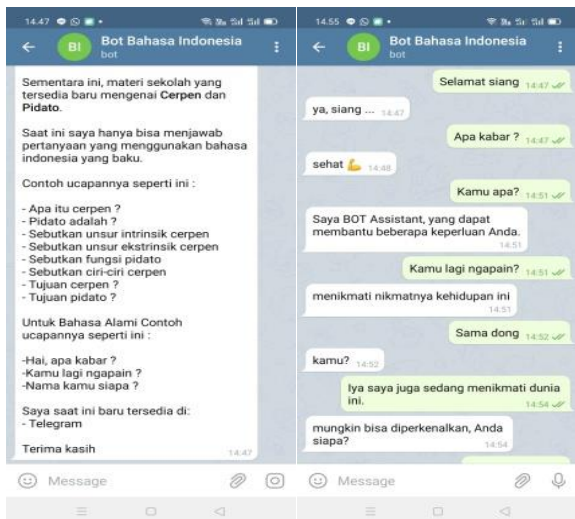 14.47
BI
Bot Bahasa Indonesia
bot
Sementara ini, materi sekolah yang
tersedia baru mengenai Cerpen dan
Pidato.
Saat ini saya hanya bisa menjawab
pertanyaan yang menggunakan bahasa
indonesia yang baku.
Contoh ucapannya seperti ini :
- Apa itu cerpen ?
- Pidato adalah ?
- Sebutkan unsur intrinsik cerpen
- Sebutkan unsur ekstrinsik cerpen
- Sebutkan fungsi pidato
- Sebutkan ciri-ciri cerpen
- Tujuan cerpen ?
- Tujuan pidato ?
Untuk Bahasa Alami Contoh
ucapannya seperti ini :
-Hai, apa kabar ?
-Kamu lagi ngapain ?
-Nama kamu siapa ?
Saya saat ini baru tersedia di:
- Telegram
Terima kasih
14:47
Message
14.55
BI
Bot Bahasa Indonesia
bot
Selamat siang 14:47
ya, siang ... 14:47
Apa kabar ? 14:47
sehat 💪 14:48
Kamu apa? 14:51
Saya BOT Assistant, yang dapat
membantu beberapa keperluan Anda.
14:51
Kamu lagi ngapain? 14:51
menikmati nikmatnya kehidupan ini
14:51
Sama dong 14:52
kamu? 14:52
Iya saya juga sedang menikmati dunia
ini. 14:54
mungkin bisa diperkenalkan, Anda
siapa? 14:54
Message